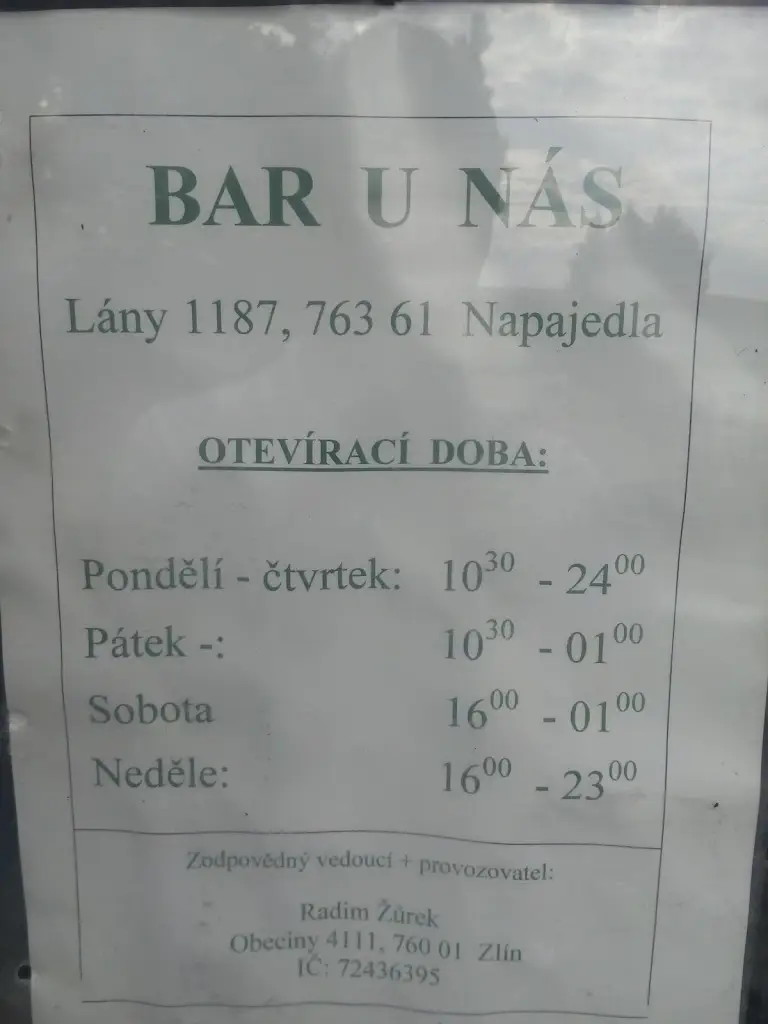 BAR U NÁS
Lány 1187, 763 61 Napajedla
OTEVÍRACÍ DOBA:
Pondělí - čtvrtek: 10³⁰ - 24⁰⁰
Pátek -: 10³⁰ - 01⁰⁰
Sobota 16⁰⁰ - 01⁰⁰
Neděle: 16⁰⁰ - 23⁰⁰
Zodpovědný vedoucí + provozovatel:
Radim Žůrek
Obeciny 4111, 760 01 Zlín
IČ: 72436395